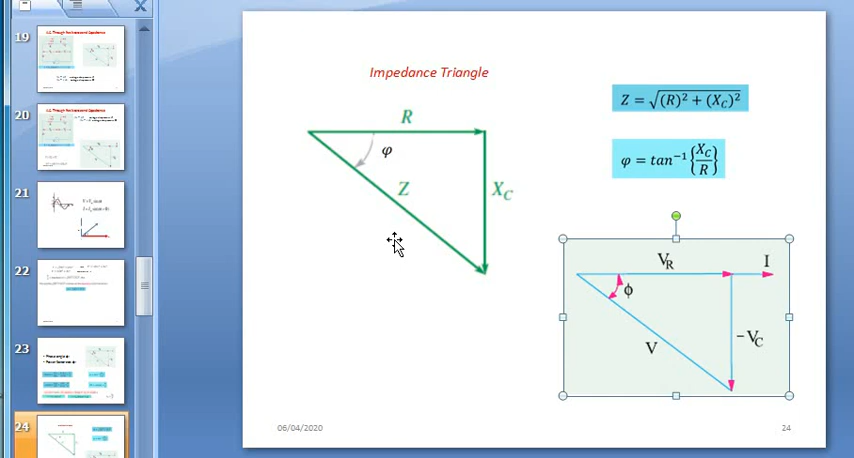 19
20
21
22
23
24
Impedance Triangle
R
φ
Z
X_C
Z = √(R)² + (X_C)²
φ = tan⁻¹ {X_C/R}
V_R
I
ϕ
V
-V_C
06/04/2020
24